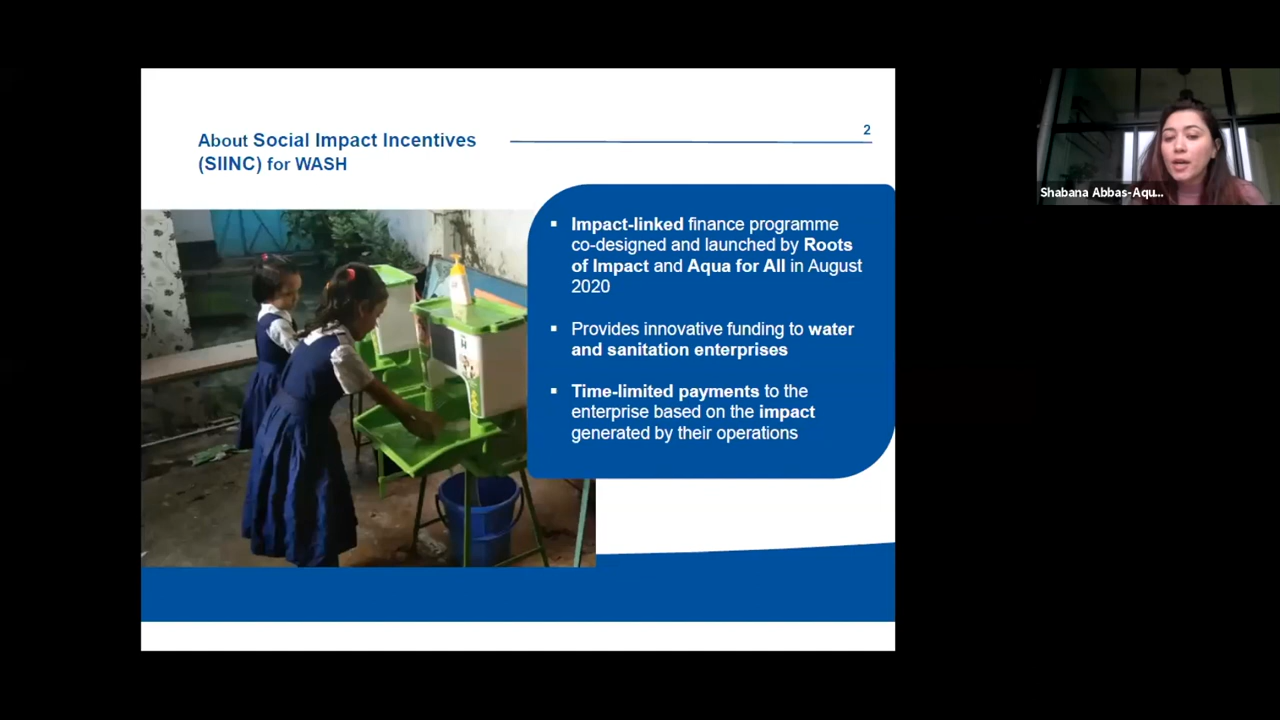 2
About Social Impact Incentives
(SIINC) for WASH
▪ Impact-linked finance programme
co-designed and launched by Roots
of Impact and Aqua for All in August
2020
▪ Provides innovative funding to water
and sanitation enterprises
▪ Time-limited payments to the
enterprise based on the impact
generated by their operations
Shabana Abbas-Aqu...